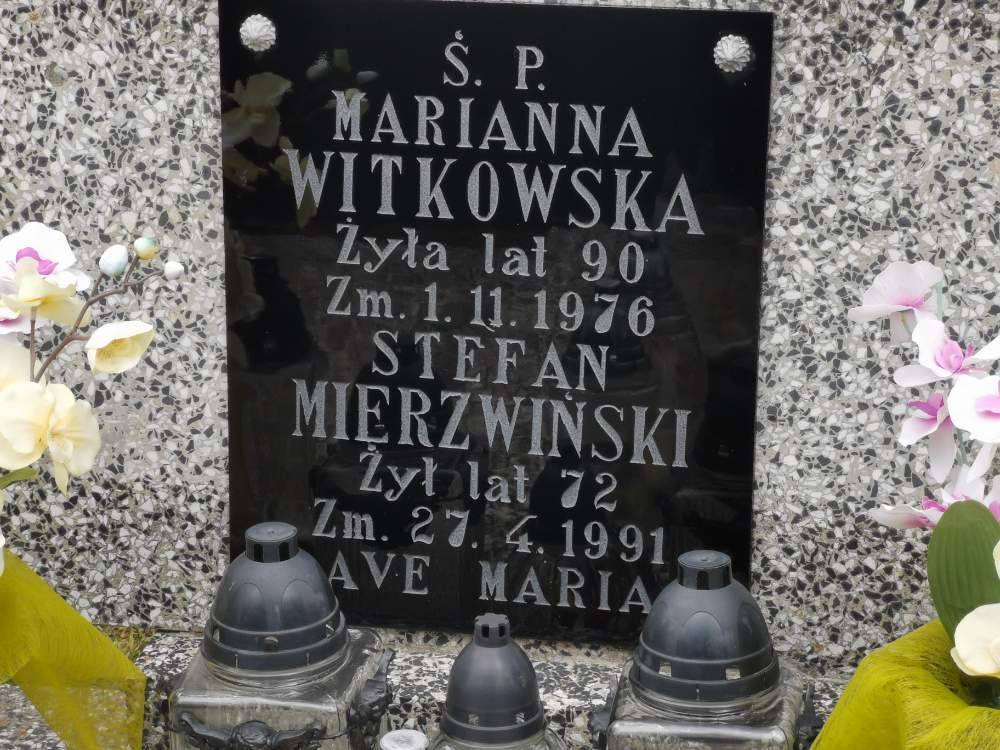 Ś. P.
MARIANNA
WITKOWSKA
Żyła lat 90
Zm. 1. 11. 1976
STEFAN
MIERZWIŃSKI
Żył lat 72
Zm. 27. 4. 1991
AVE MARIA